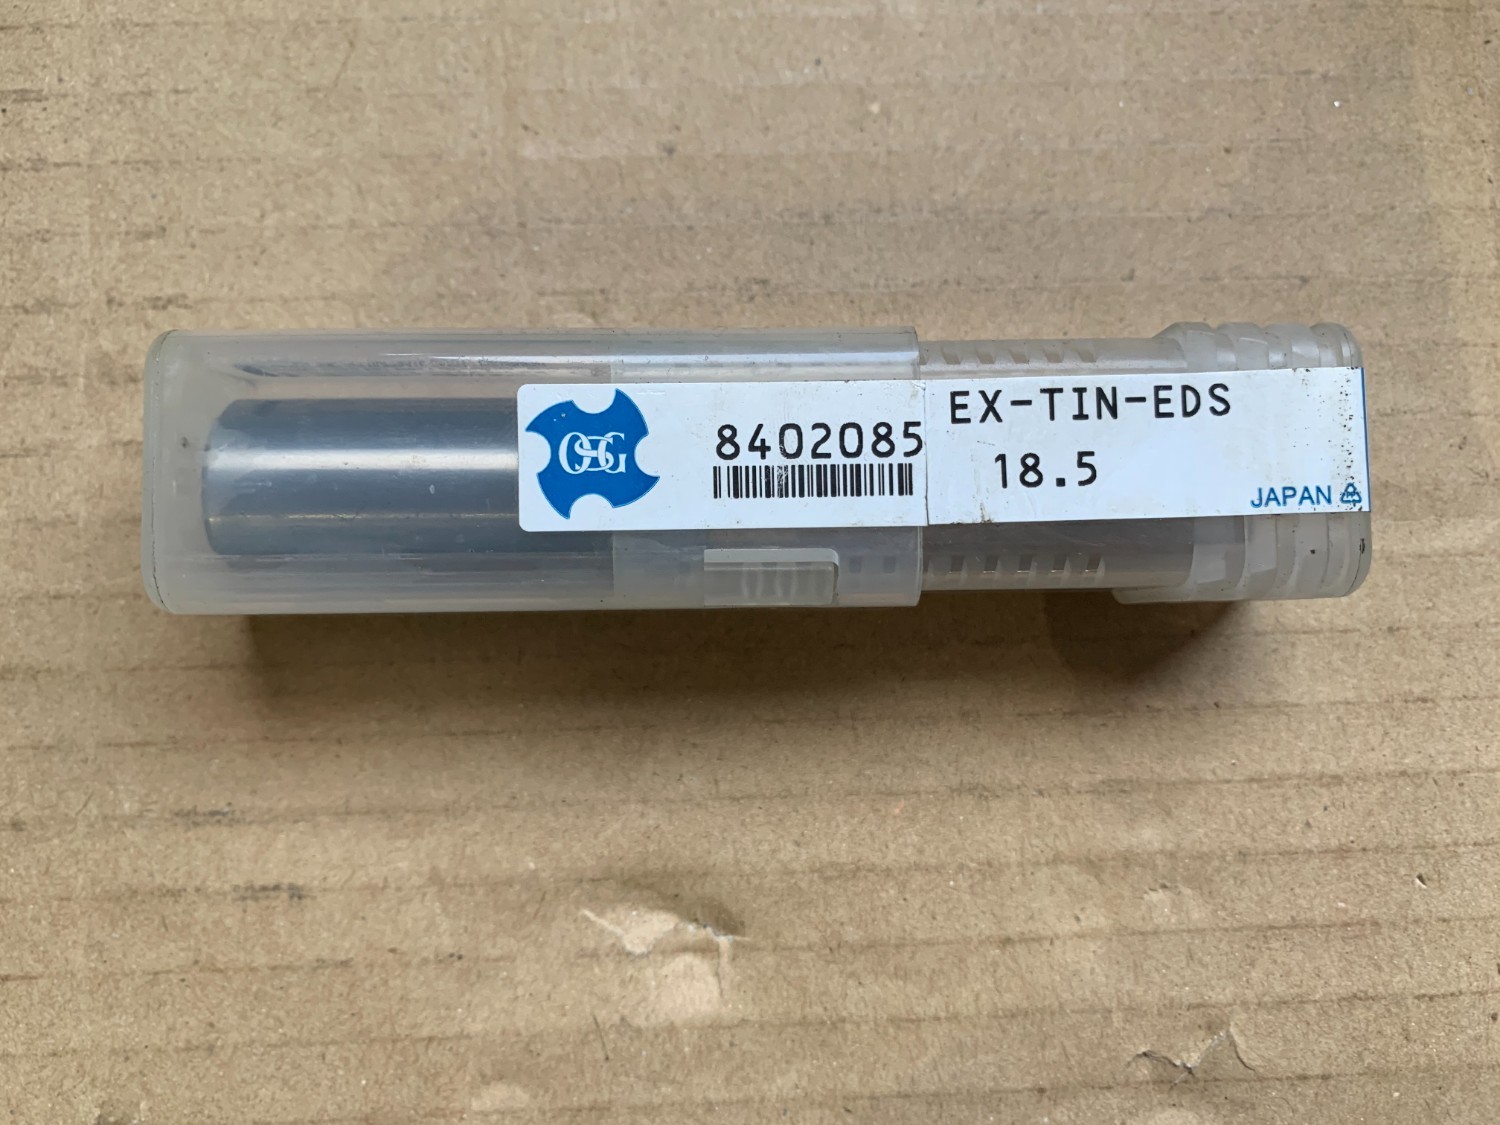 OSG
8402085
EX-TIN-EDS
18.5
JAPAN